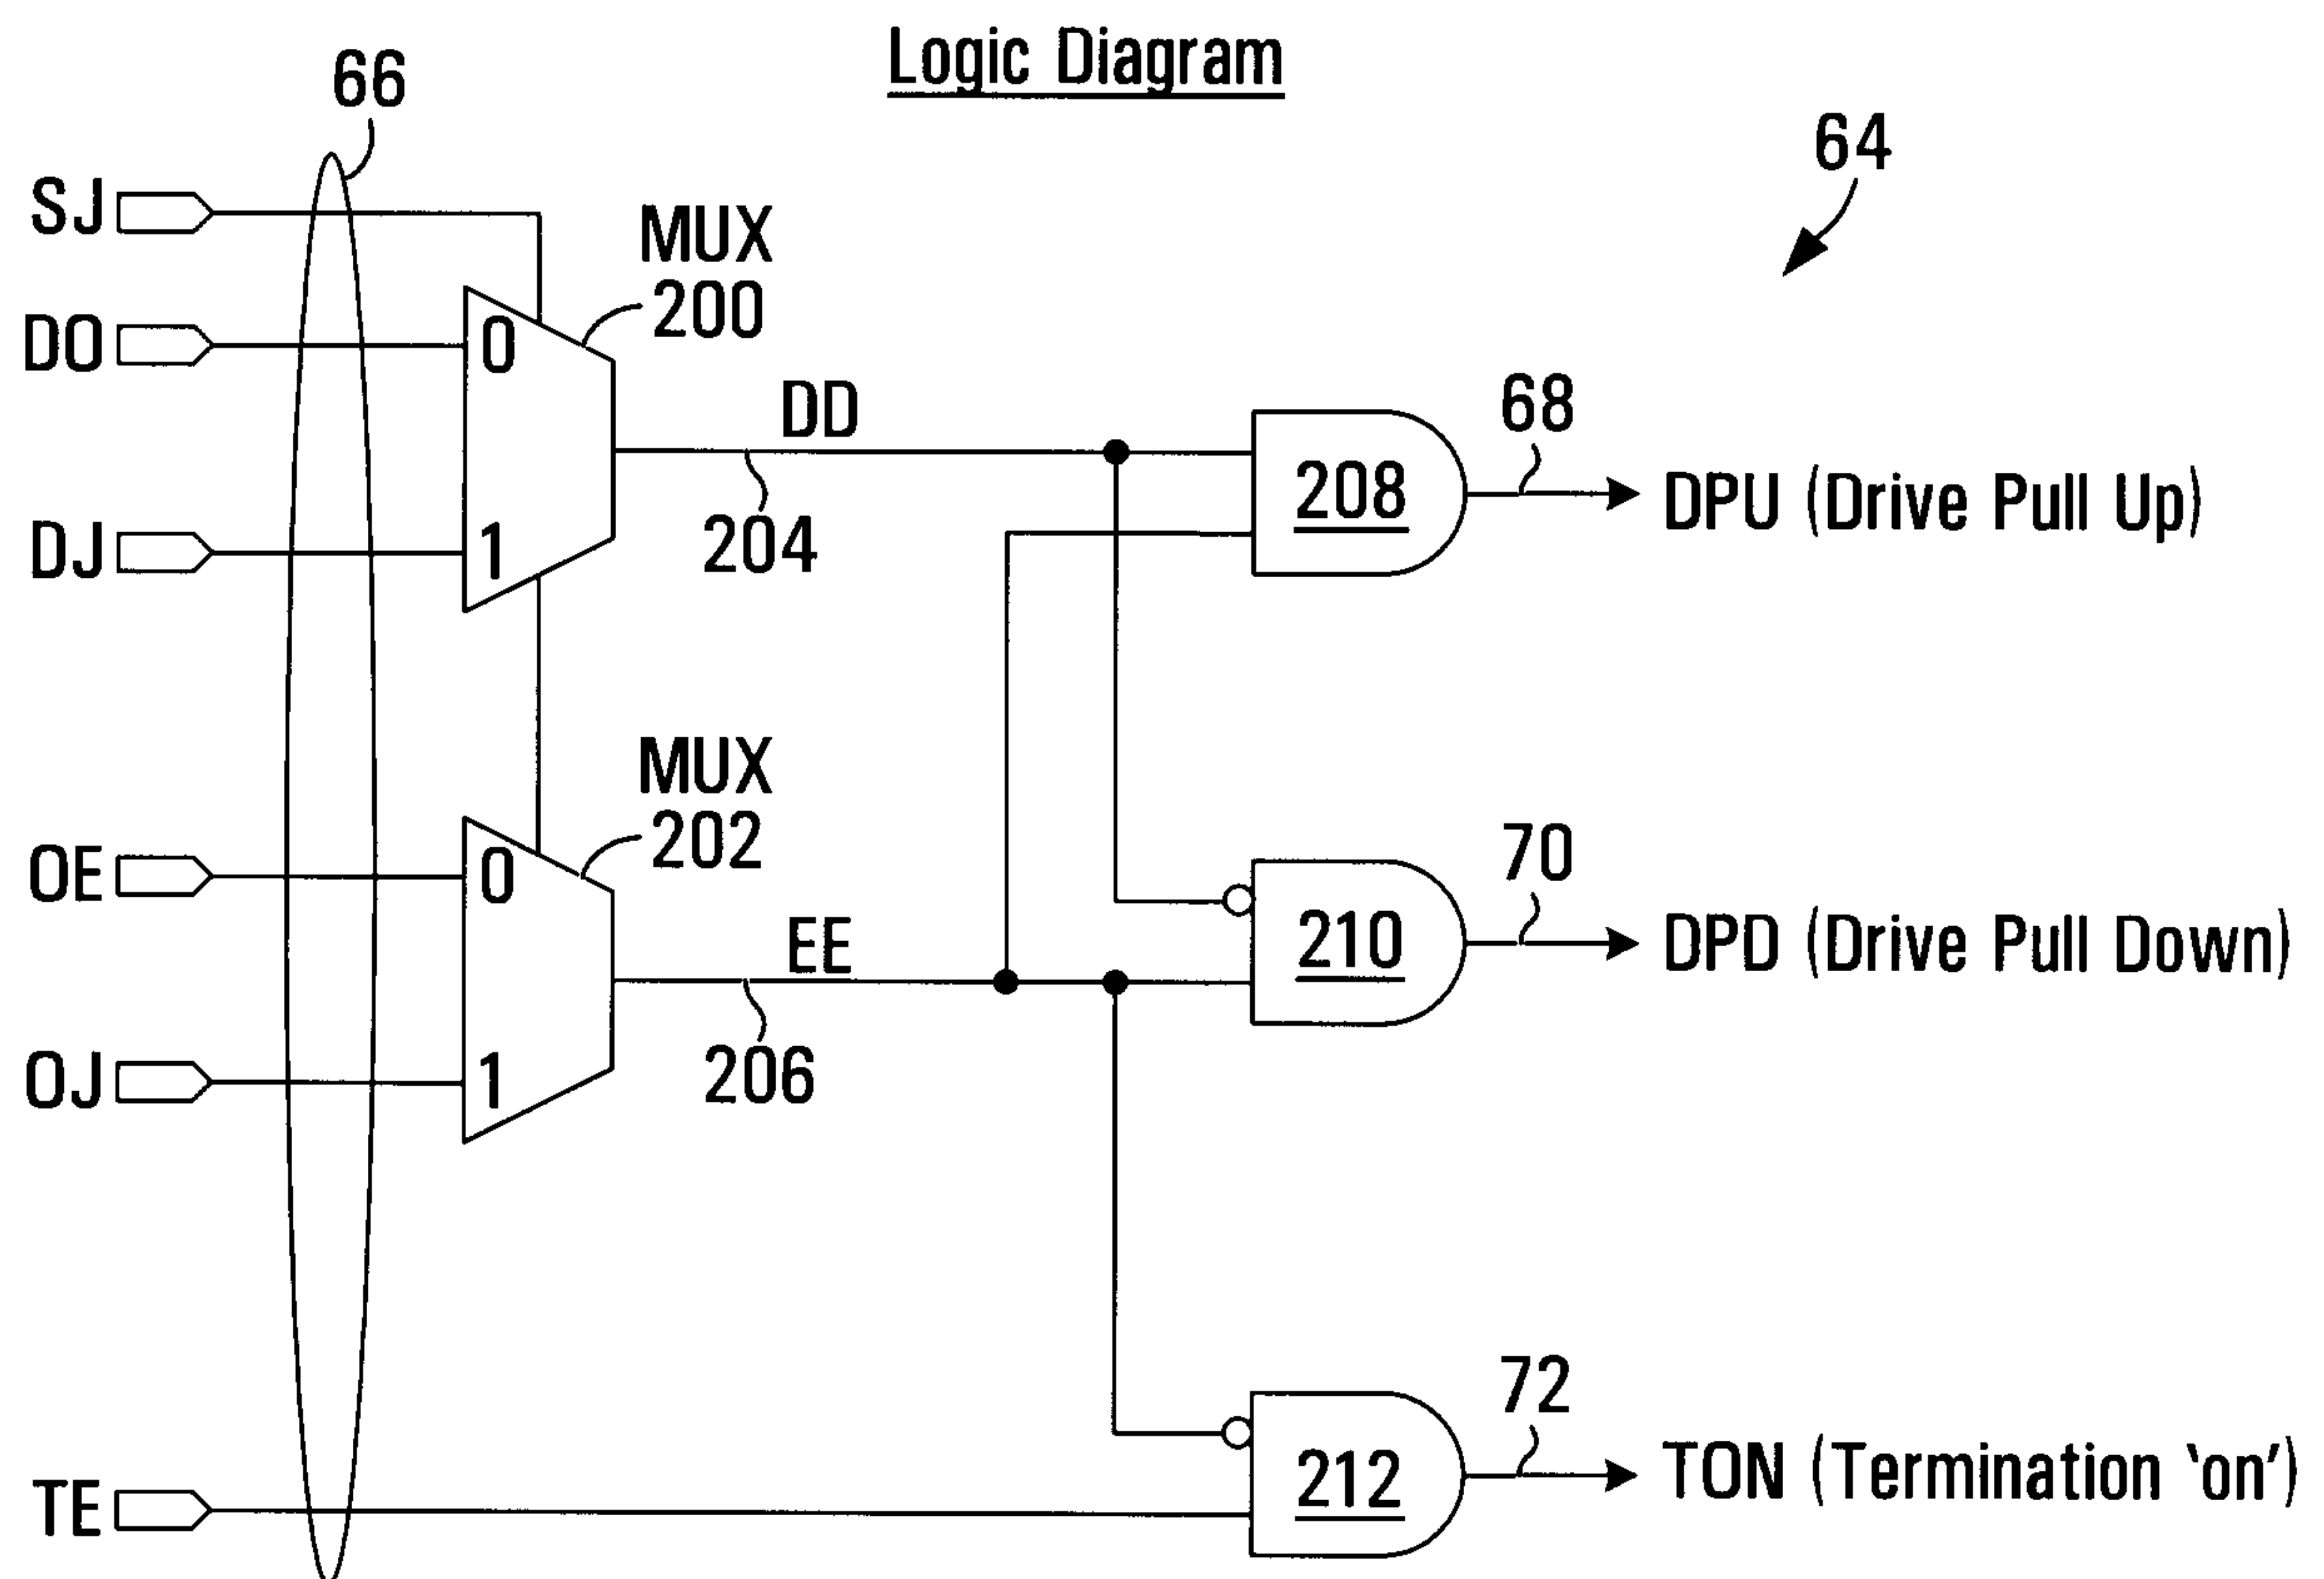 Logic Diagram
66
64
SJ
MUX
200
DO
0
DD
68
208
DPU (Drive Pull Up)
DJ
1
204
MUX
202
OE
0
70
EE
210
DPD (Drive Pull Down)
OJ
1
206
72
TE
212
TON (Termination ‘on’)